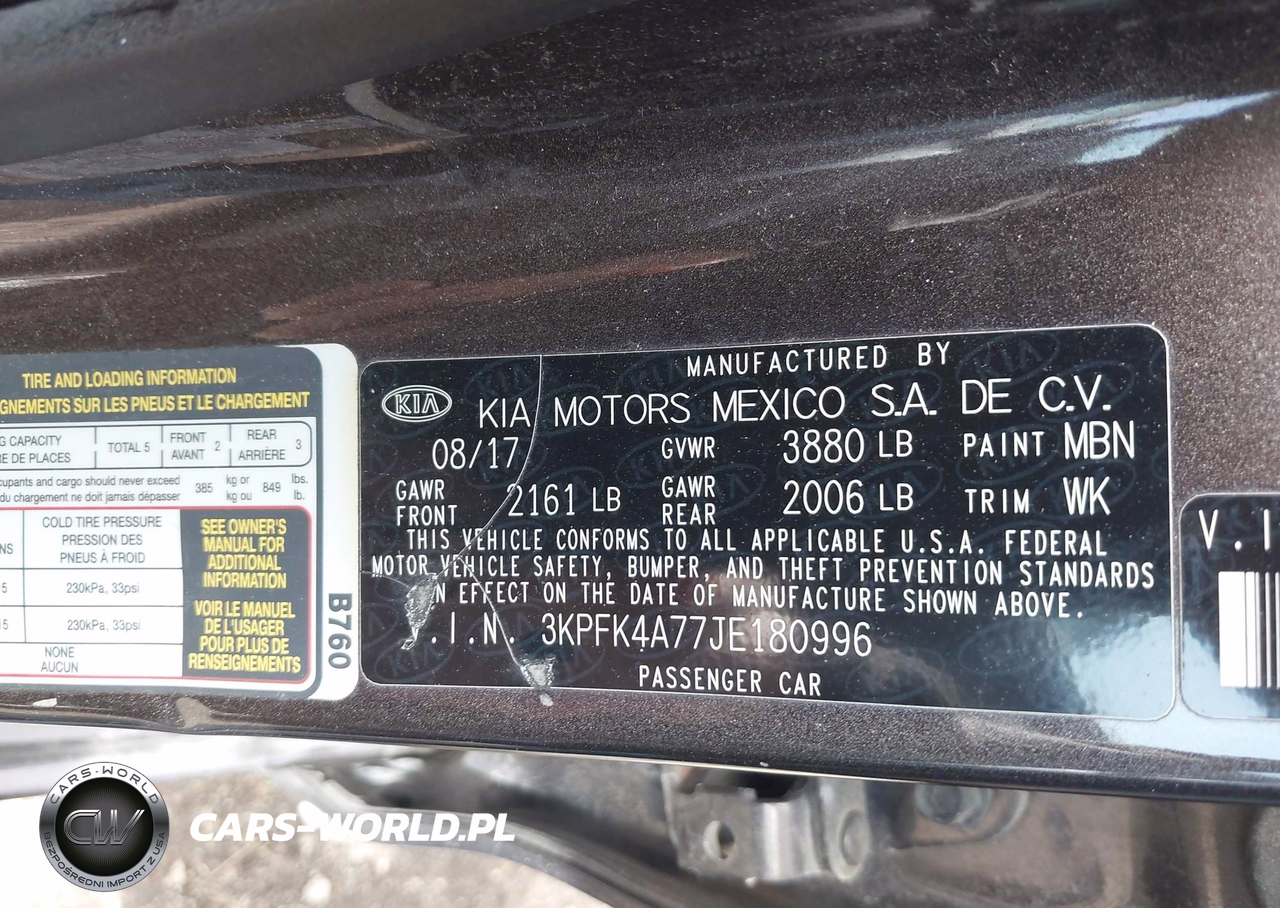 TIRE AND LOADING INFORMATION
GNEMENTS SUR LES PNEUS ET LE CHARGEMENT
G CAPACITY TOTAL 5 FRONT 2 REAR 3
E DE PLACES AVANT ARRIÈRE
cupants and cargo should never exceed 385 kg or 849 lbs.
du chargement ne doit jamais dépasser kg ou lb.
COLD TIRE PRESSURE
NS PRESSION DES
PNEUS À FROID
15 230kPa, 33psi
15 230kPa, 33psi
NONE
AUCUN
SEE OWNER'S
MANUAL FOR
ADDITIONAL
INFORMATION
VOIR LE MANUEL
DE L'USAGER
POUR PLUS DE
RENSEIGNEMENTS
B760
MANUFACTURED BY
KIA KIA MOTORS MEXICO S.A. DE C.V.
08/17 GVWR 3880 LB PAINT MBN
GAWR FRONT 2161 LB GAWR REAR 2006 LB TRIM WK
THIS VEHICLE CONFORMS TO ALL APPLICABLE U.S.A. FEDERAL
MOTOR VEHICLE SAFETY, BUMPER, AND THEFT PREVENTION STANDARDS
N EFFECT ON THE DATE OF MANUFACTURE SHOWN ABOVE.
.I.N. 3KPFK4A77JE180996
PASSENGER CAR
V.I
CARS-WORLD
CW
BEZPOŚREDNI IMPORT Z USA
CARS-WORLD.PL